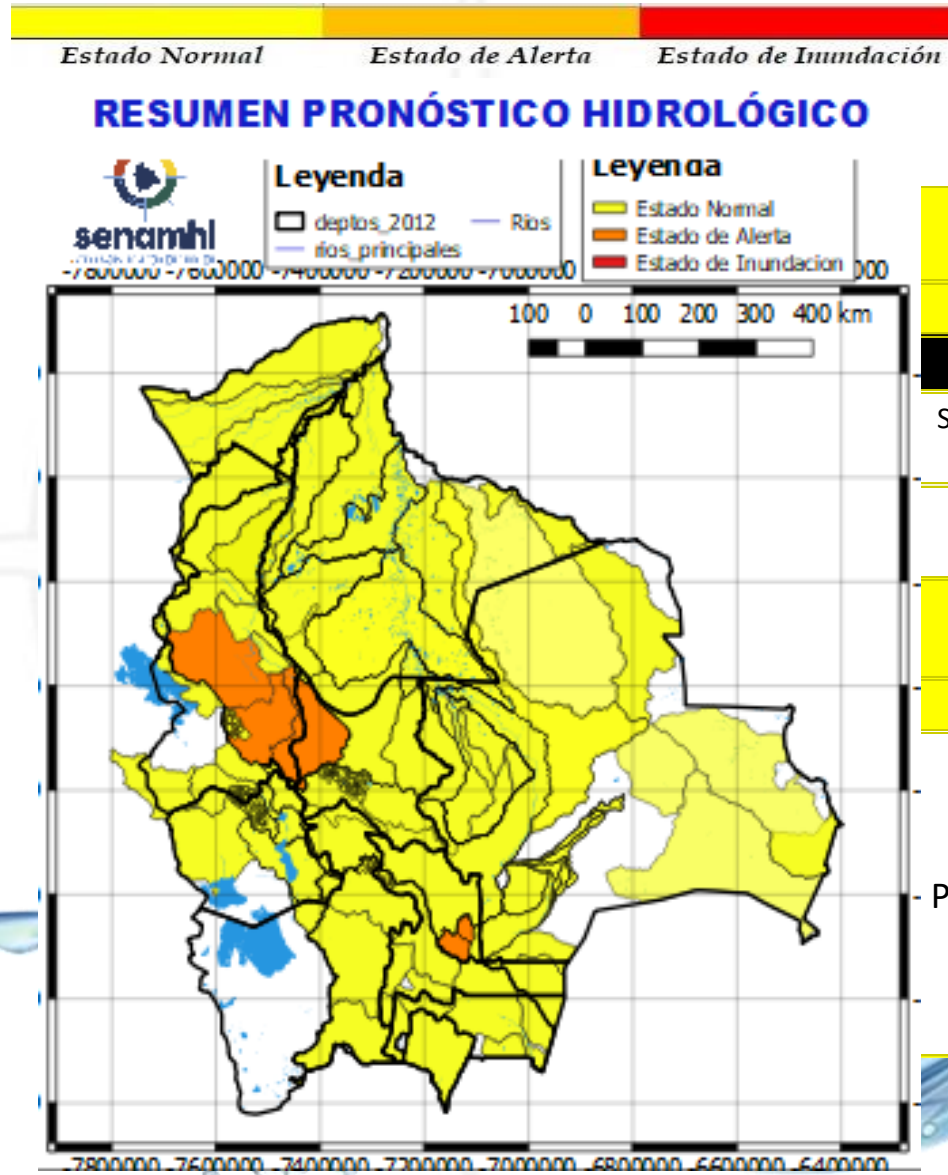 Estado Normal Estado de Alerta Estado de Inundación
RESUMEN PRONÓSTICO HIDROLÓGICO
senamhi
Leyenda
deptos_2012 Rios
rios_principales
Leyenda
Estado Normal
Estado de Alerta
Estado de Inundacion
-7800000 -7600000 -7400000 -7200000 -7000000 000
100 0 100 200 300 400 km
S
P
-7800000 -7600000 -7400000 -7200000 -7000000 -6800000 -6600000 -6400000